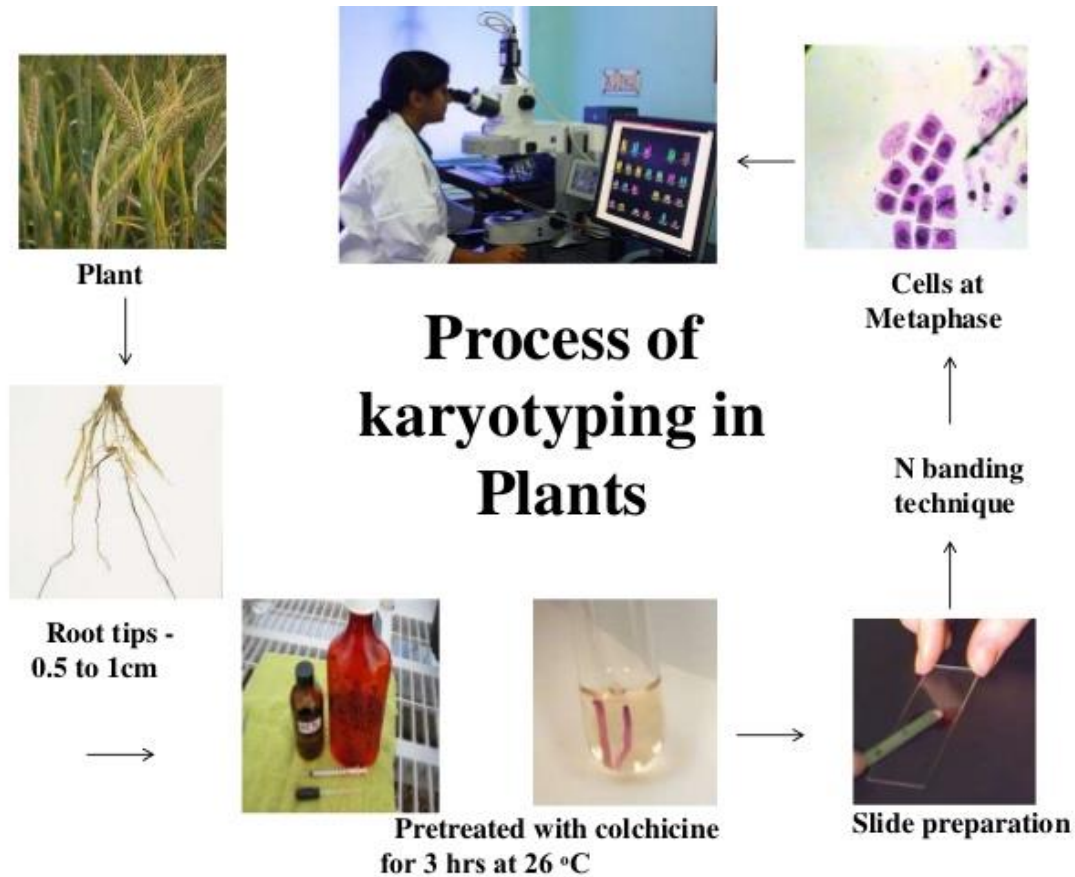 Process of
karyotyping in
Plants
Plant
Root tips -
0.5 to 1cm
Pretreated with colchicine
for 3 hrs at 26 °C
Slide preparation
N banding
technique
Cells at
Metaphase